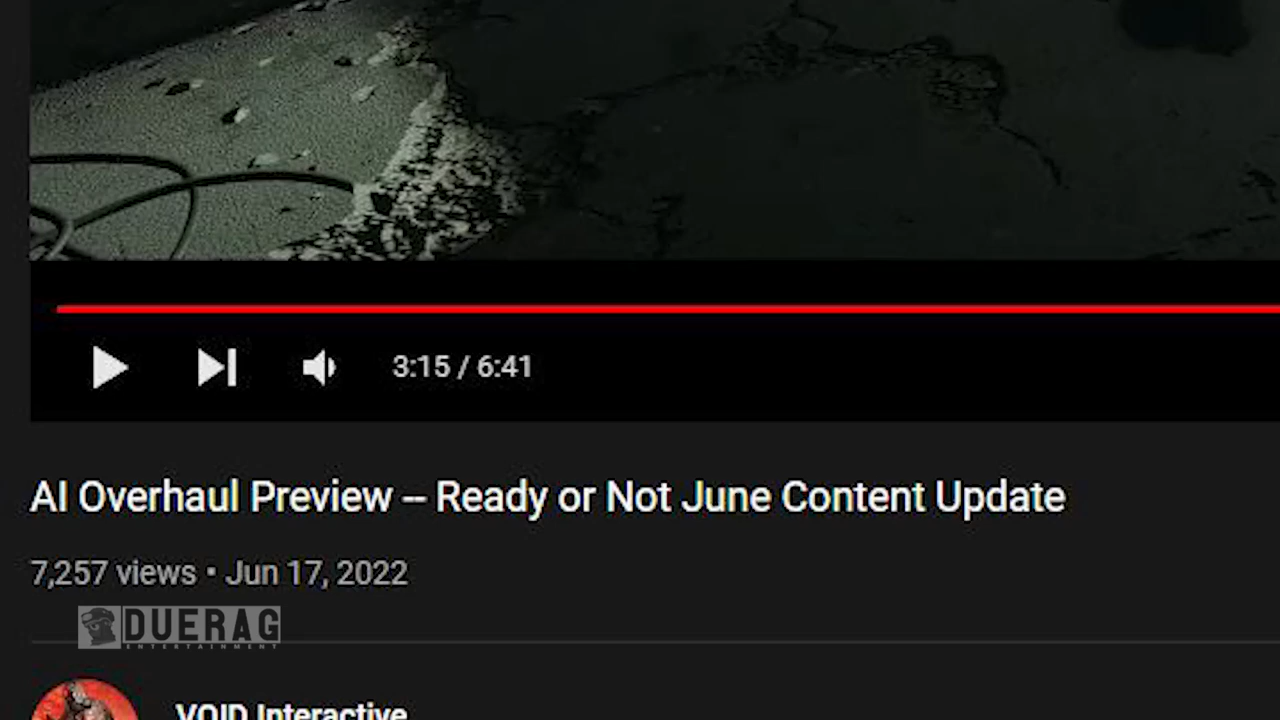 3:15 / 6:41
AI Overhaul Preview -- Ready or Not June Content Update
7,257 views • Jun 17, 2022
DUERAG
ENTERTAINMENT
VOID Interactive